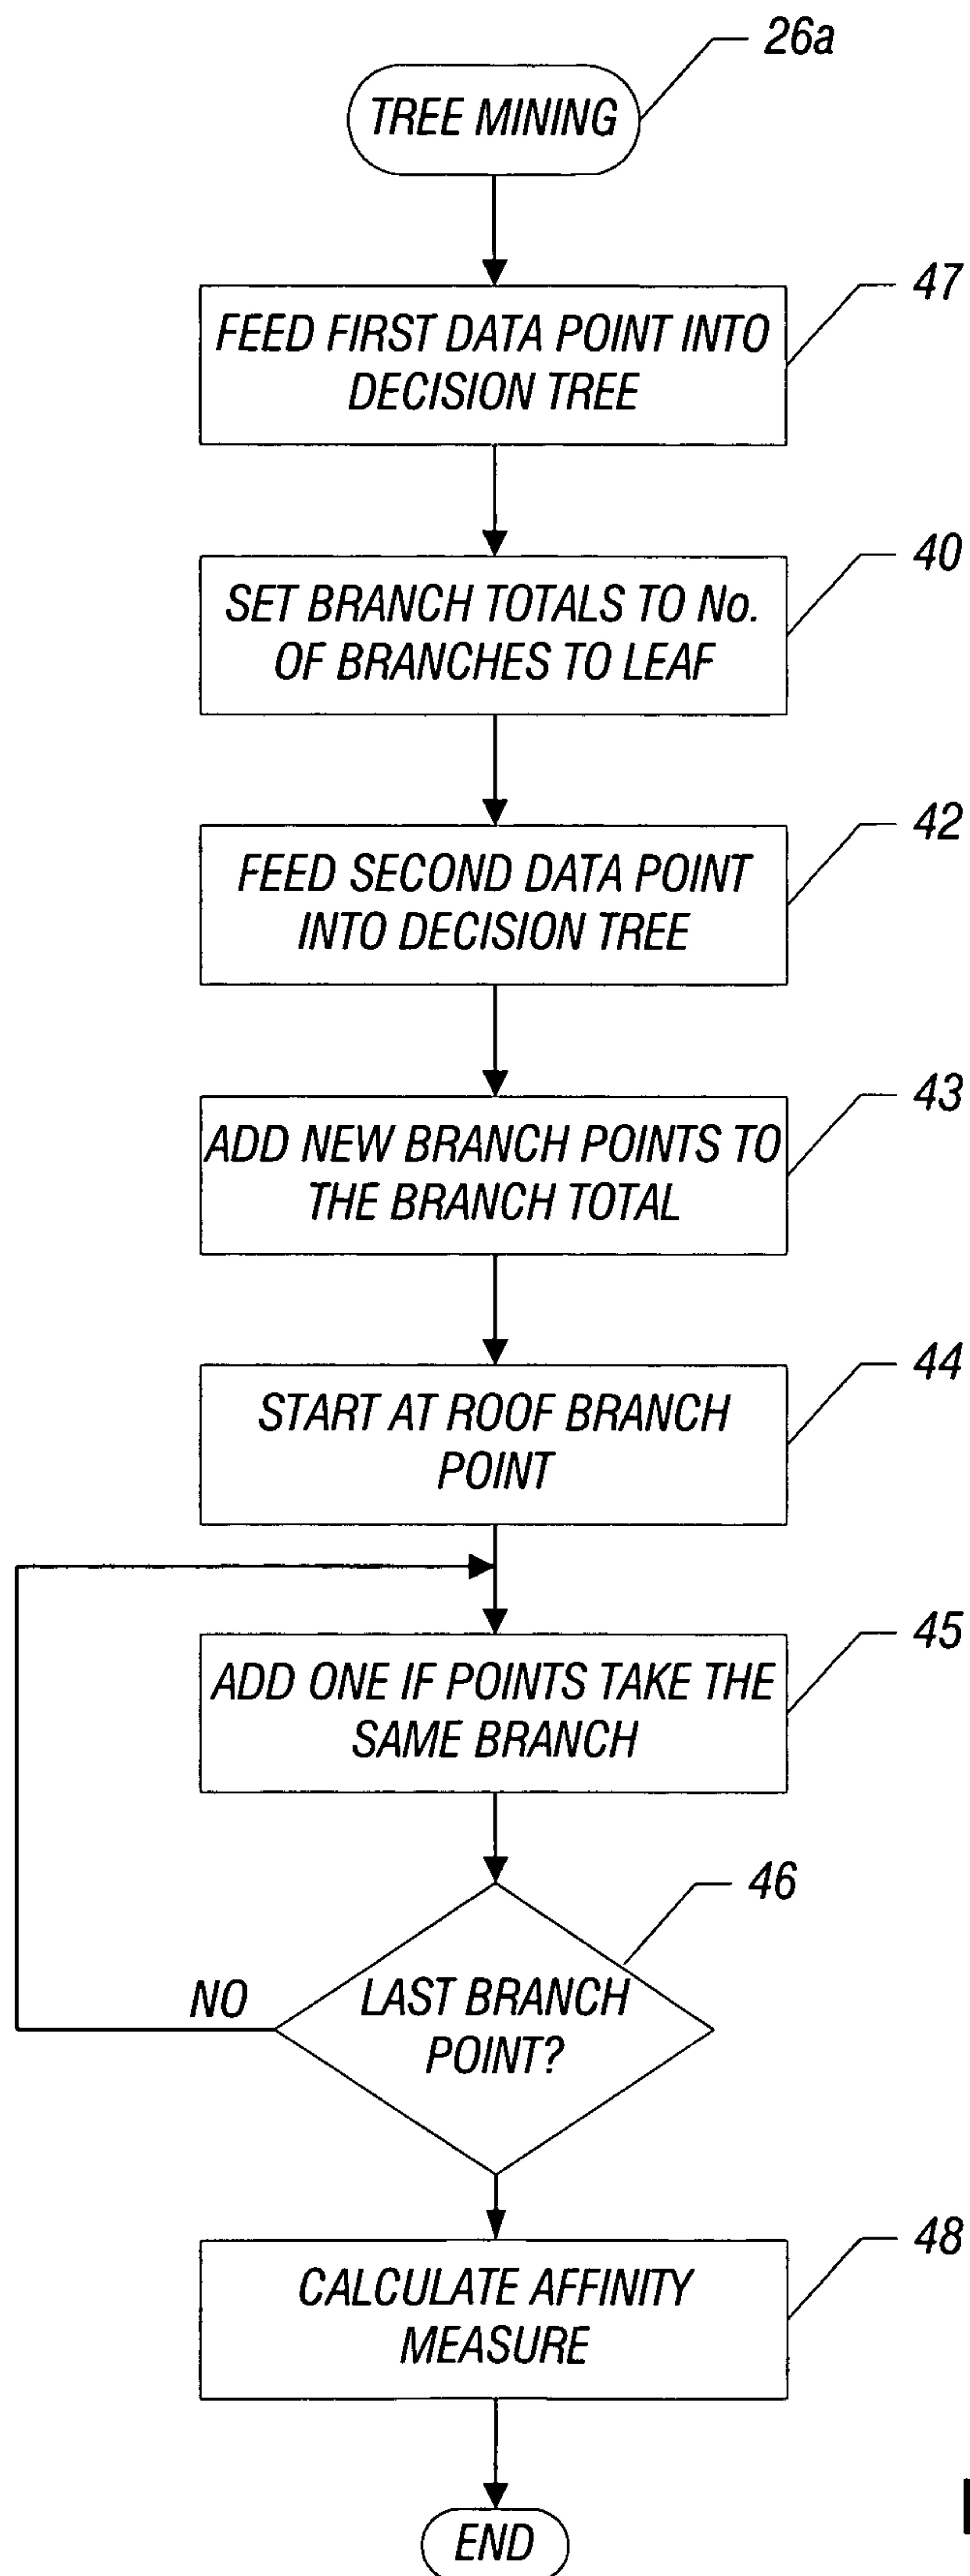 26a
TREE MINING
47
FEED FIRST DATA POINT INTO
DECISION TREE
40
SET BRANCH TOTALS TO No.
OF BRANCHES TO LEAF
42
FEED SECOND DATA POINT
INTO DECISION TREE
43
ADD NEW BRANCH POINTS TO
THE BRANCH TOTAL
44
START AT ROOF BRANCH
POINT
45
ADD ONE IF POINTS TAKE THE
SAME BRANCH
46
LAST BRANCH
POINT?
NO
48
CALCULATE AFFINITY
MEASURE
END